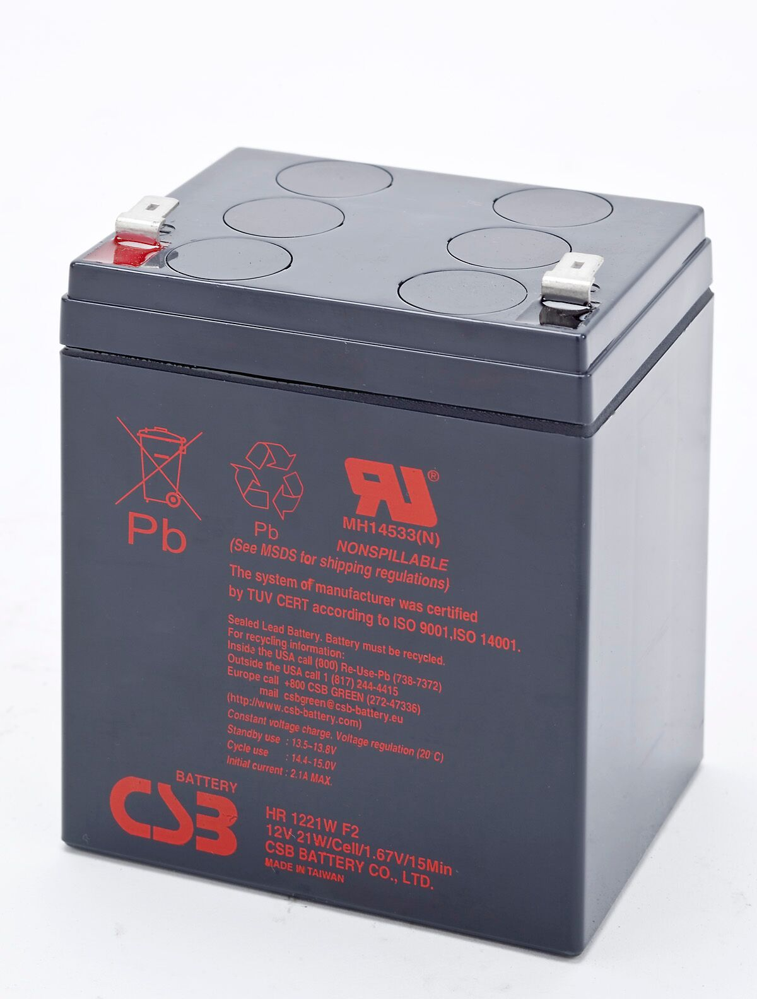 Pb
Pb
RU®
MH14533(N)
NONSPILLABLE
(See MSDS for shipping regulations)
The system of manufacturer was certified
by TUV CERT according to ISO 9001,ISO 14001.
Sealed Lead Battery. Battery must be recycled.
For recycling information:
Inside the USA call (800) Re-Use-Pb (738-7372)
Outside the USA call 1 (817) 244-4415
Europe call +800 CSB GREEN (272-47336)
mail csbgreen@csb-battery.eu
(http://www.csb-battery.com)
Constant voltage charge. Voltage regulation (20°C)
Standby use : 13.5~13.8V
Cycle use : 14.4~15.0V
Initial current : 2.1A MAX.
BATTERY
CSB
HR 1221W F2
12V 21W/Cell/1.67V/15Min
CSB BATTERY CO., LTD.
MADE IN TAIWAN